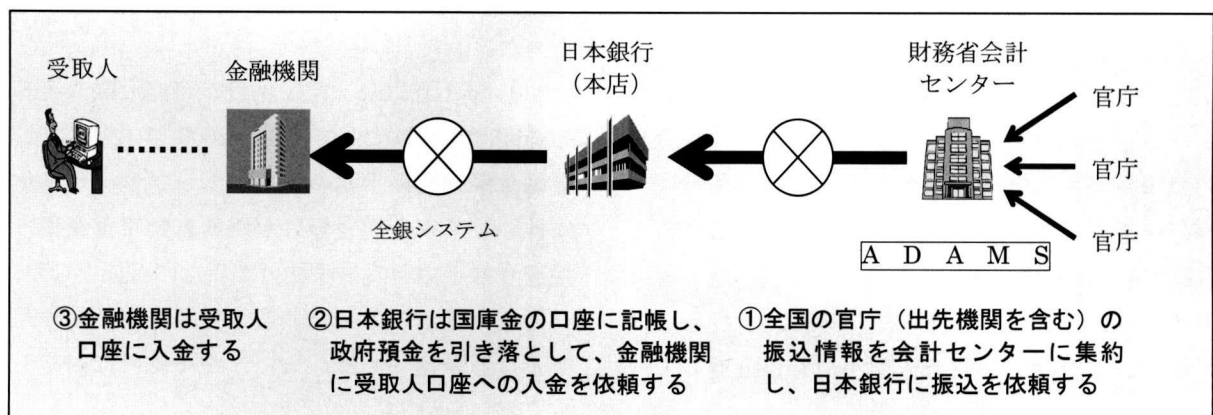 受取人
金融機関
日本銀行
（本店）
財務省会計
センター
官庁
官庁
官庁
全銀システム
ＡＤＡＭＳ
③金融機関は受取人
口座に入金する
②日本銀行は国庫金の口座に記帳し、
政府預金を引き落として、金融機関
に受取人口座への入金を依頼する
①全国の官庁（出先機関を含む）の
振込情報を会計センターに集約
し、日本銀行に振込を依頼する